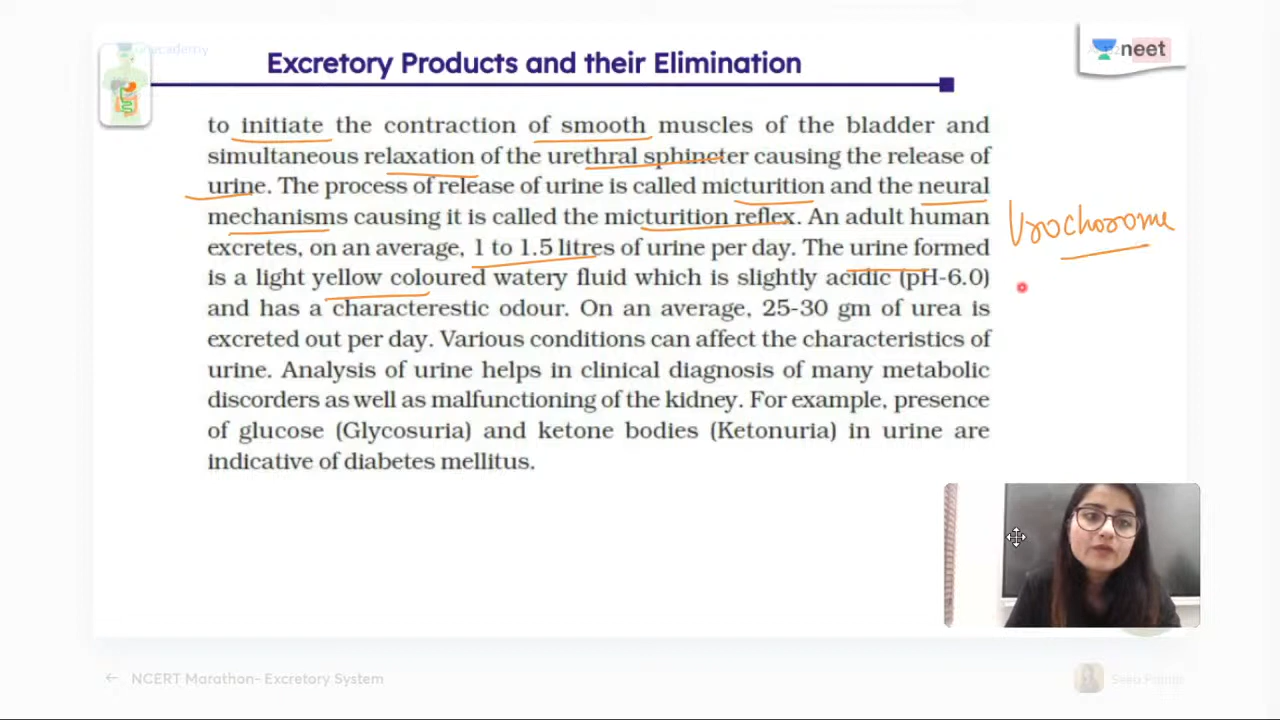 unacademy
Excretory Products and their Elimination
neet
to initiate the contraction of smooth muscles of the bladder and
simultaneous relaxation of the urethral sphincter causing the release of
urine. The process of release of urine is called micturition and the neural
mechanisms causing it is called the micturition reflex. An adult human
excretes, on an average, 1 to 1.5 litres of urine per day. The urine formed
is a light yellow coloured watery fluid which is slightly acidic (pH-6.0)
and has a characterestic odour. On an average, 25-30 gm of urea is
excreted out per day. Various conditions can affect the characteristics of
urine. Analysis of urine helps in clinical diagnosis of many metabolic
discorders as well as malfunctioning of the kidney. For example, presence
of glucose (Glycosuria) and ketone bodies (Ketonuria) in urine are
indicative of diabetes mellitus.
Urochorome
← NCERT Marathon- Excretory System